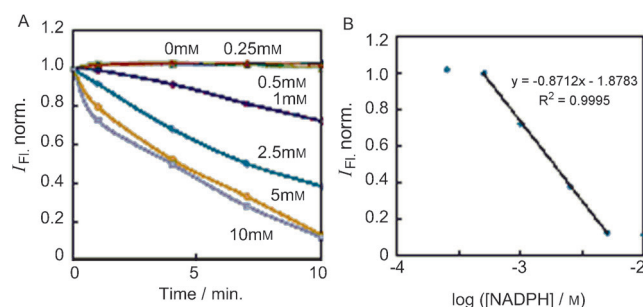 A
B
I Fl. norm.
1.2
1.0
0.8
0.6
0.4
0.2
0
0mM
0.25mM
0.5mM
1mM
2.5mM
5mM
10mM
0
5
10
Time / min.
I Fl. norm.
1.2
1.0
0.8
0.6
0.4
0.2
0
y = -0.8712x - 1.8783
R² = 0.9995
-4
-3
-2
log ([NADPH] / M)